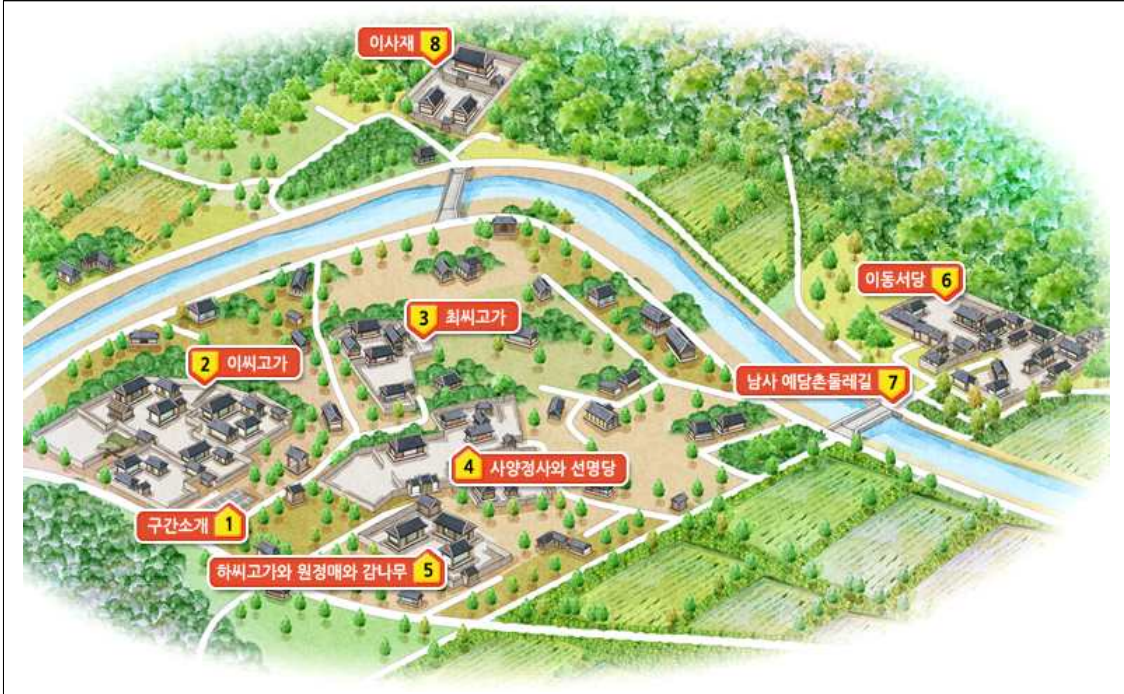 이사재 8
이동서당 6
3 최씨고가
2 이씨고가
남사 예담촌둘레길 7
4 사양정사와 선명당
구간소개 1
하씨고가와 원정매와 감나무 5